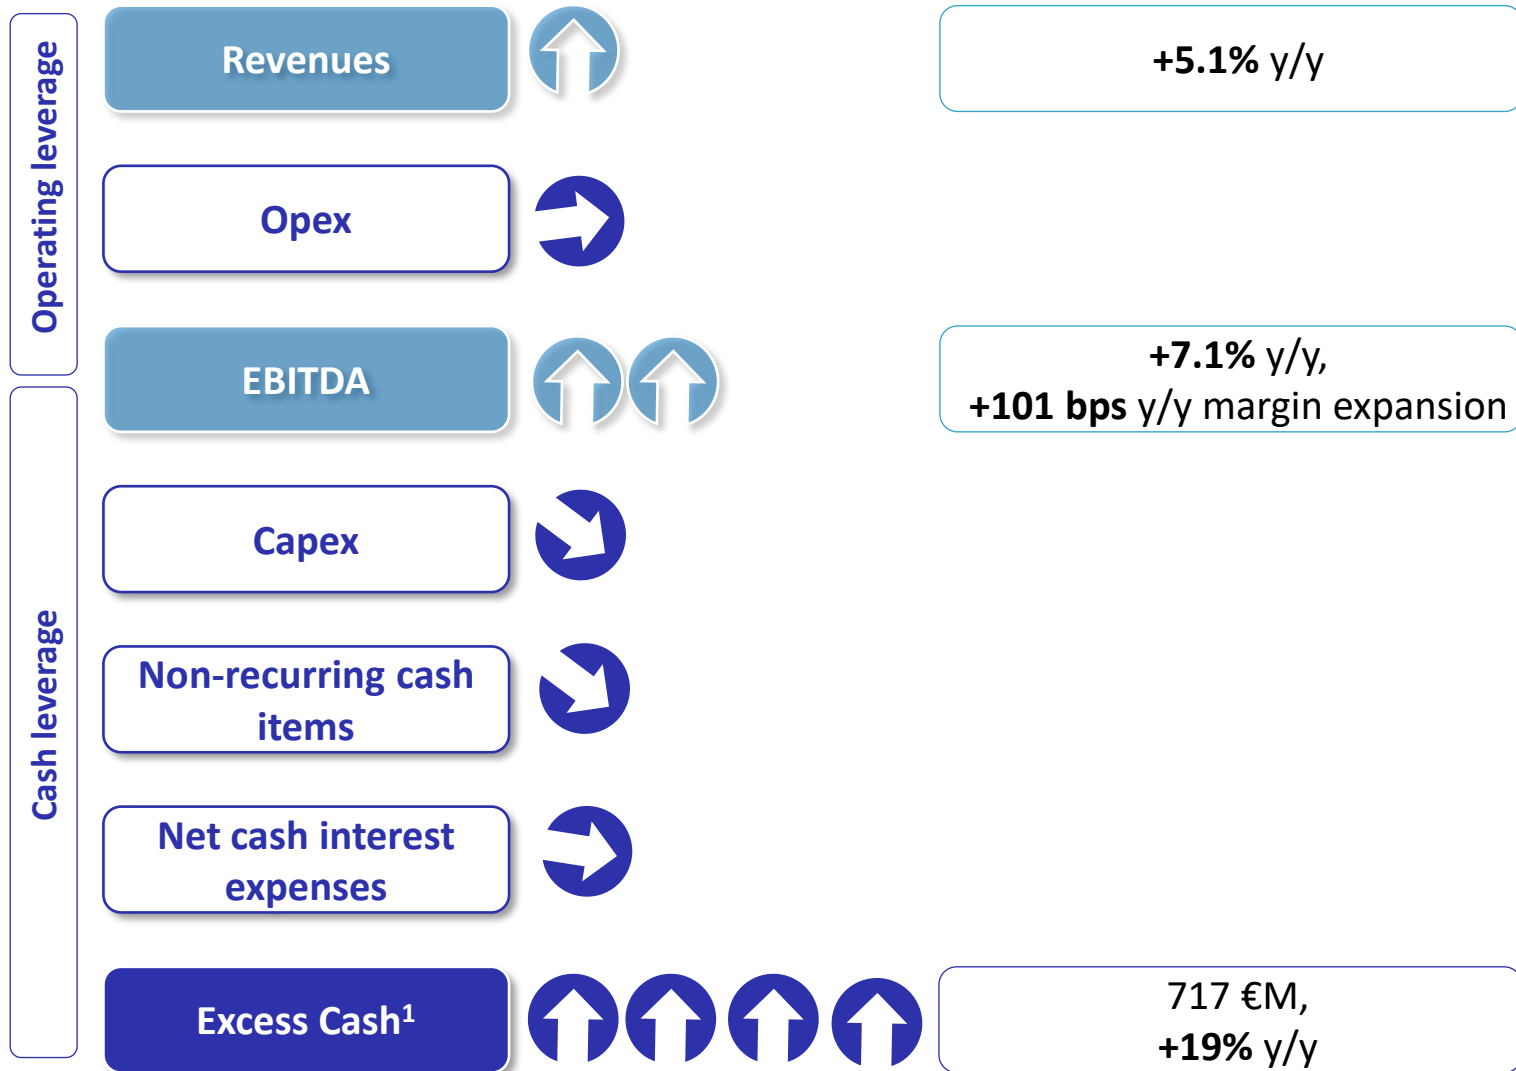 Operating leverage
Revenues
+5.1% y/y
Opex
EBITDA
+7.1% y/y,
+101 bps y/y margin expansion
Cash leverage
Capex
Non-recurring cash
items
Net cash interest
expenses
Excess Cash¹
717 €M,
+19% y/y